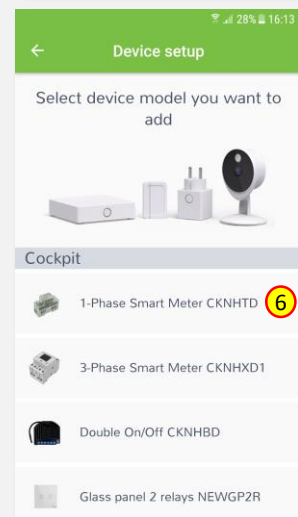 28% 16:13
Device setup
Select device model you want to
add
Cockpit
1-Phase Smart Meter CKNHTD 6
3-Phase Smart Meter CKNHXD1
Double On/Off CKNHBD
Glass panel 2 relays NEWGP2R